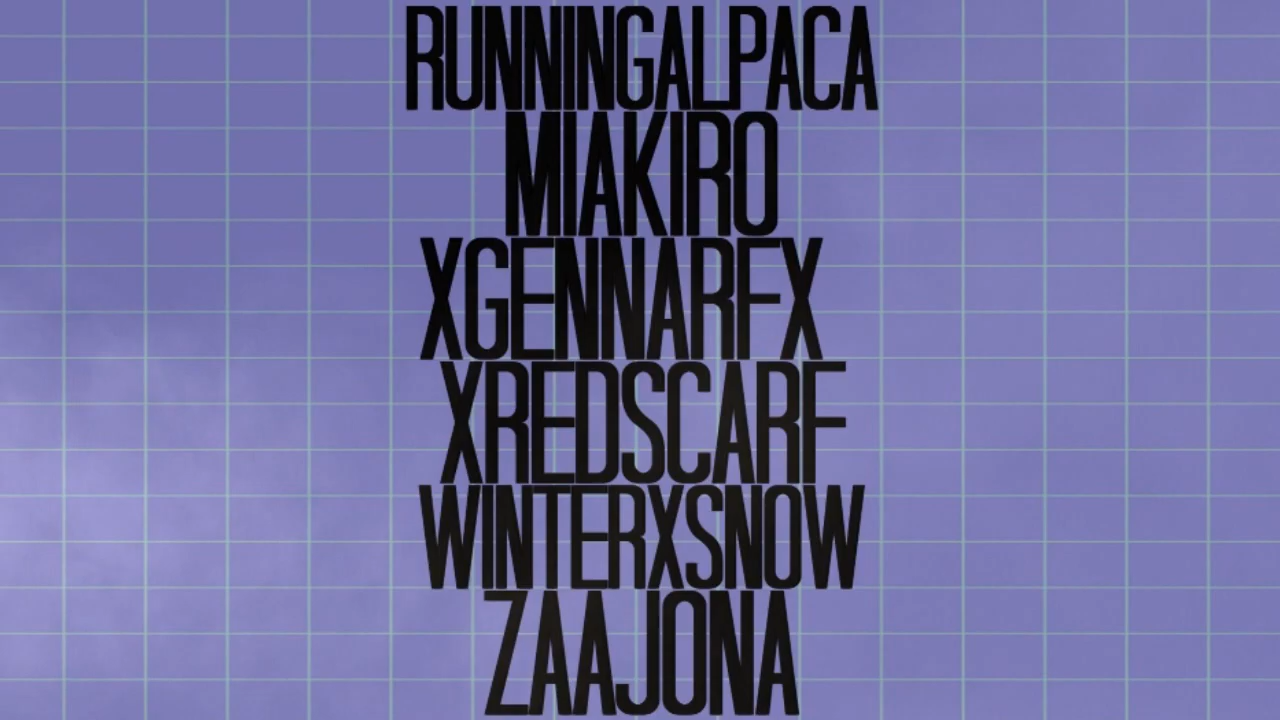 RUNNINGALPACA
MIAKIRO
XGENNARFX
XREDSCARF
WINTERXSNOW
ZAAJONA